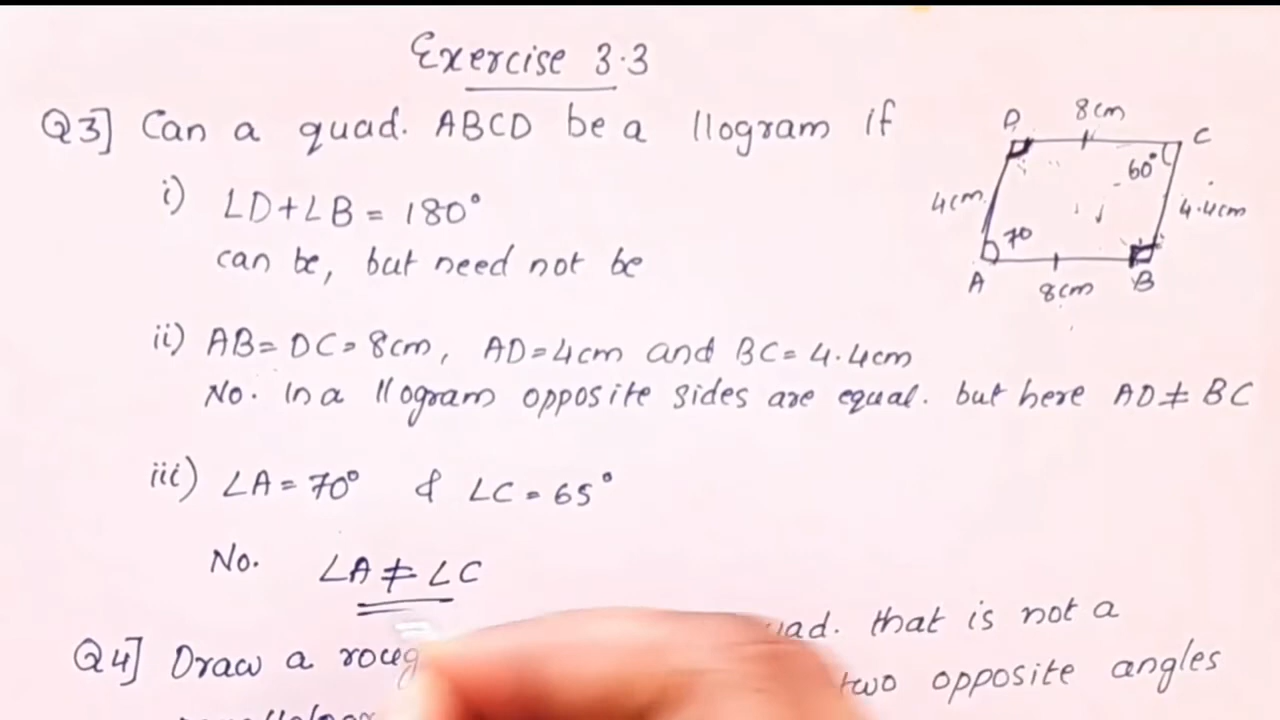 Exercise 3.3
Q3] Can a quad. ABCD be a llogram if
i) ∠D+∠B = 180°
can be, but need not be
ii) AB = DC = 8cm, AD = 4cm and BC = 4.4cm
No. In a llogram opposite sides are equal. but here AD ≠ BC
iii) ∠A = 70° & ∠C = 65°
No. ∠A ≠ ∠C
Q4] Draw a roug that is not a
two opposite angles
D 8cm C
60°
4cm 4.4cm
70
A 8cm B